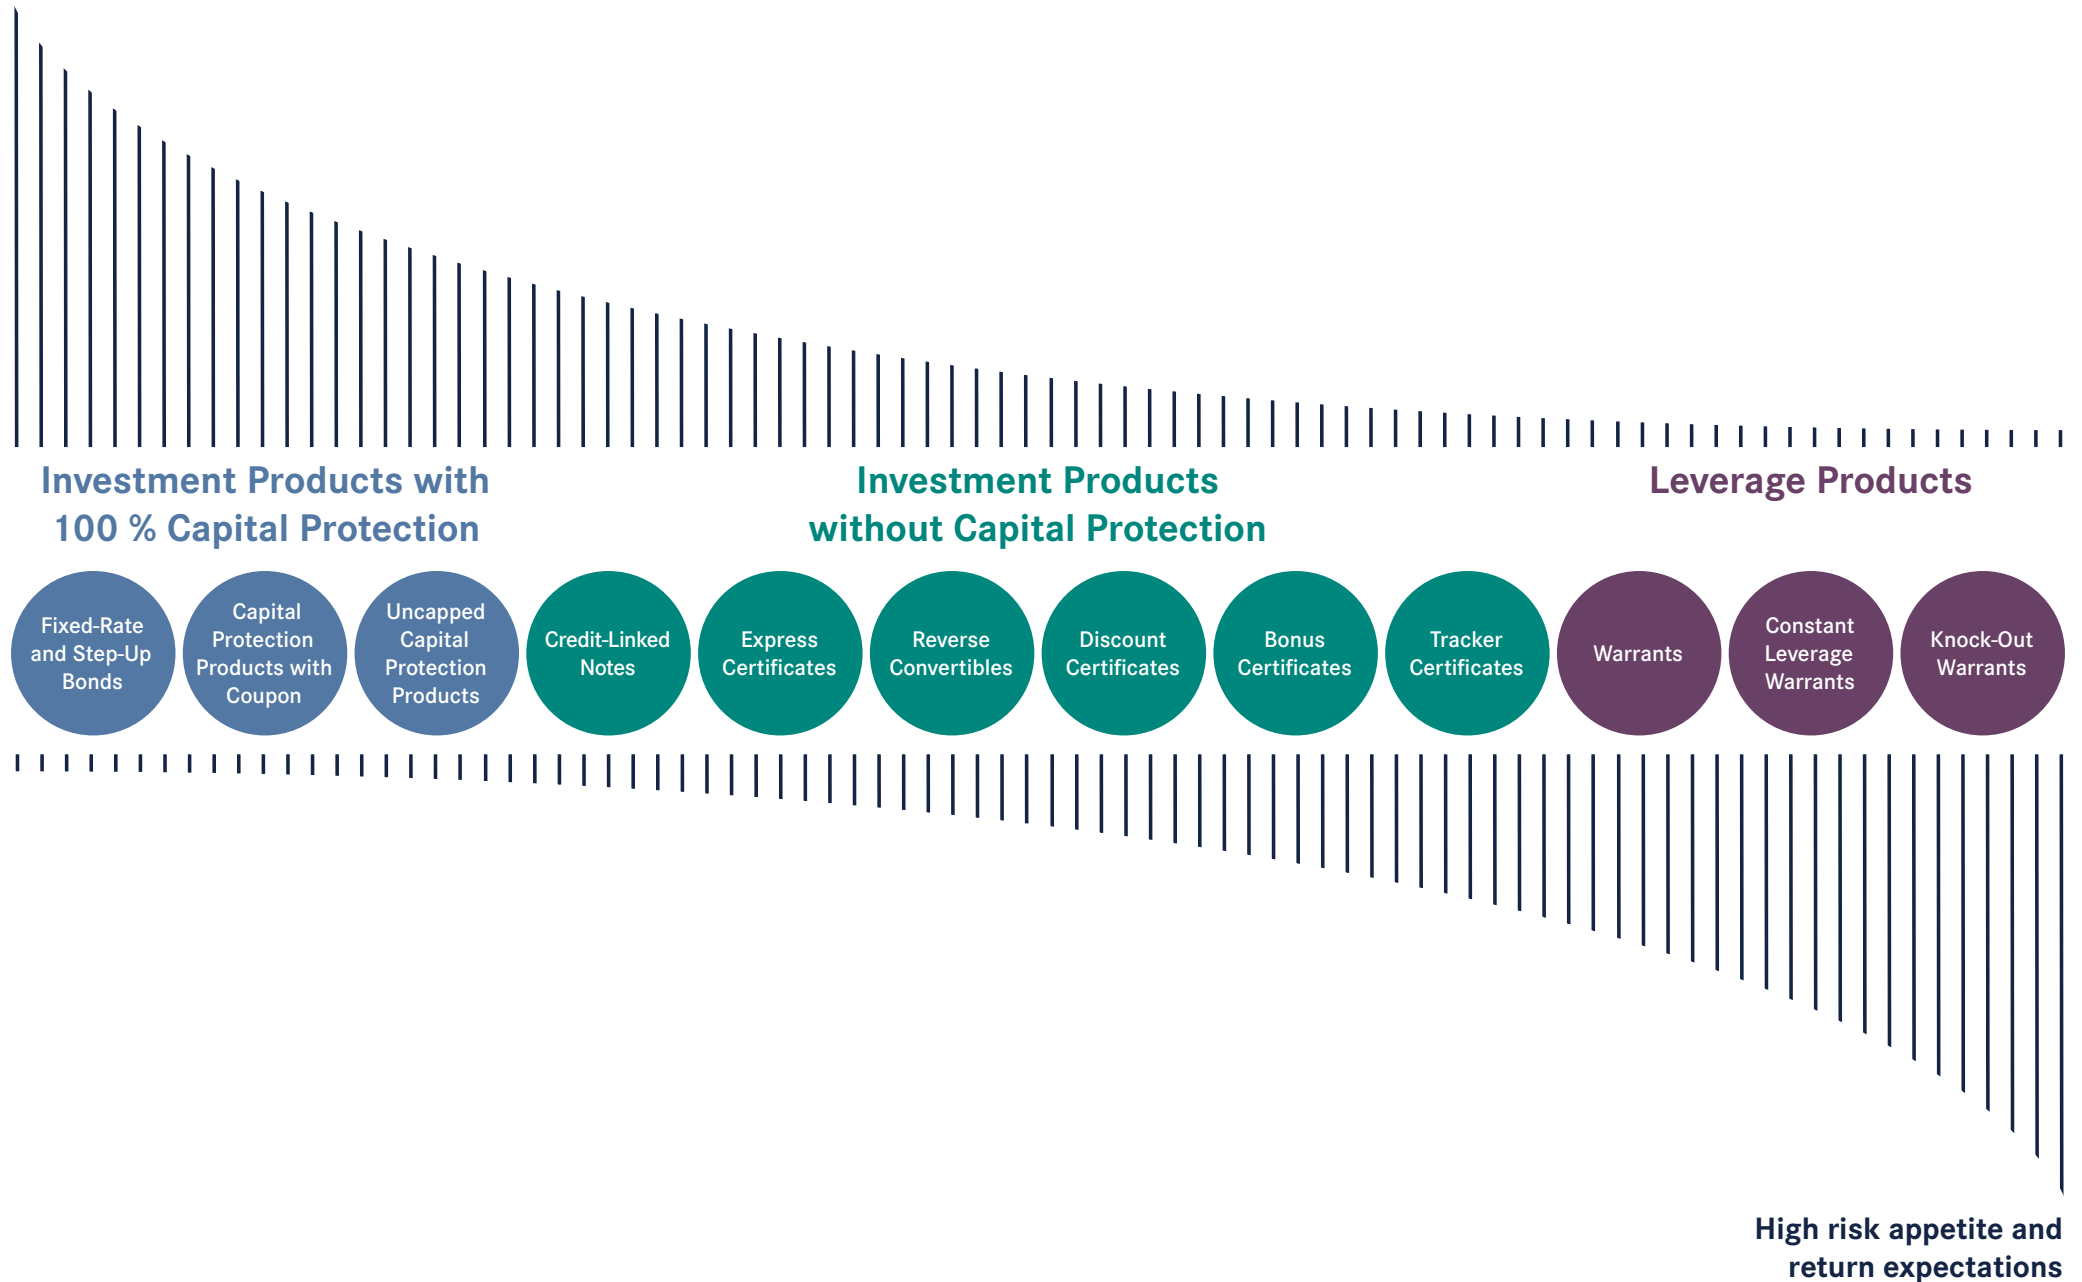 Investment Products with
100 % Capital Protection
Investment Products
without Capital Protection
Leverage Products
Fixed-Rate
and Step-Up
Bonds
Capital
Protection
Products with
Coupon
Uncapped
Capital
Protection
Products
Credit-Linked
Notes
Express
Certificates
Reverse
Convertibles
Discount
Certificates
Bonus
Certificates
Tracker
Certificates
Warrants
Constant
Leverage
Warrants
Knock-Out
Warrants
High risk appetite and
return expectations